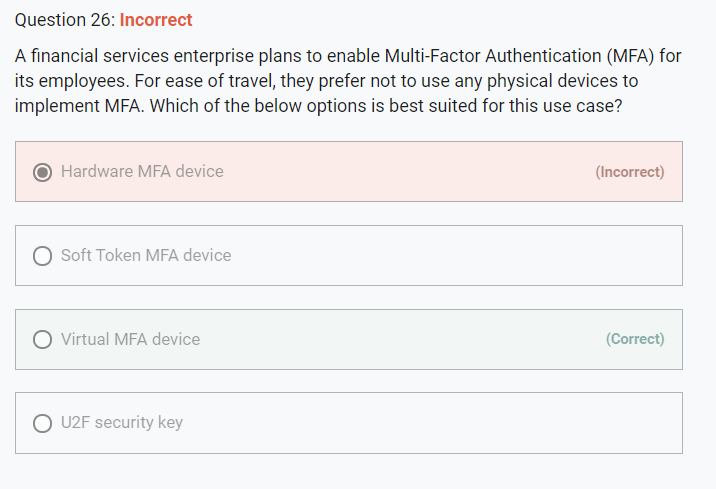 Question 26: Incorrect
A financial services enterprise plans to enable Multi-Factor Authentication (MFA) for
its employees. For ease of travel, they prefer not to use any physical devices to
implement MFA. Which of the below options is best suited for this use case?
Hardware MFA device (Incorrect)
Soft Token MFA device
Virtual MFA device (Correct)
U2F security key